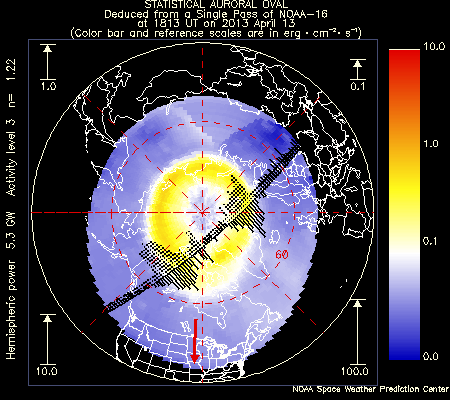 STATISTICAL AURORAL OVAL
Deduced from a Single Pass of NOAA-16
at 1813 UT on 2013 April 13
(Color bar and reference scales are in erg · cm⁻² · s⁻¹)
Hemispheric power 5.3 GW Activity level 3 n= 1.22
1.0
0.1
10.0
1.0
0.1
0.0
60
10.0
100.0
NOAA Space Weather Prediction Center